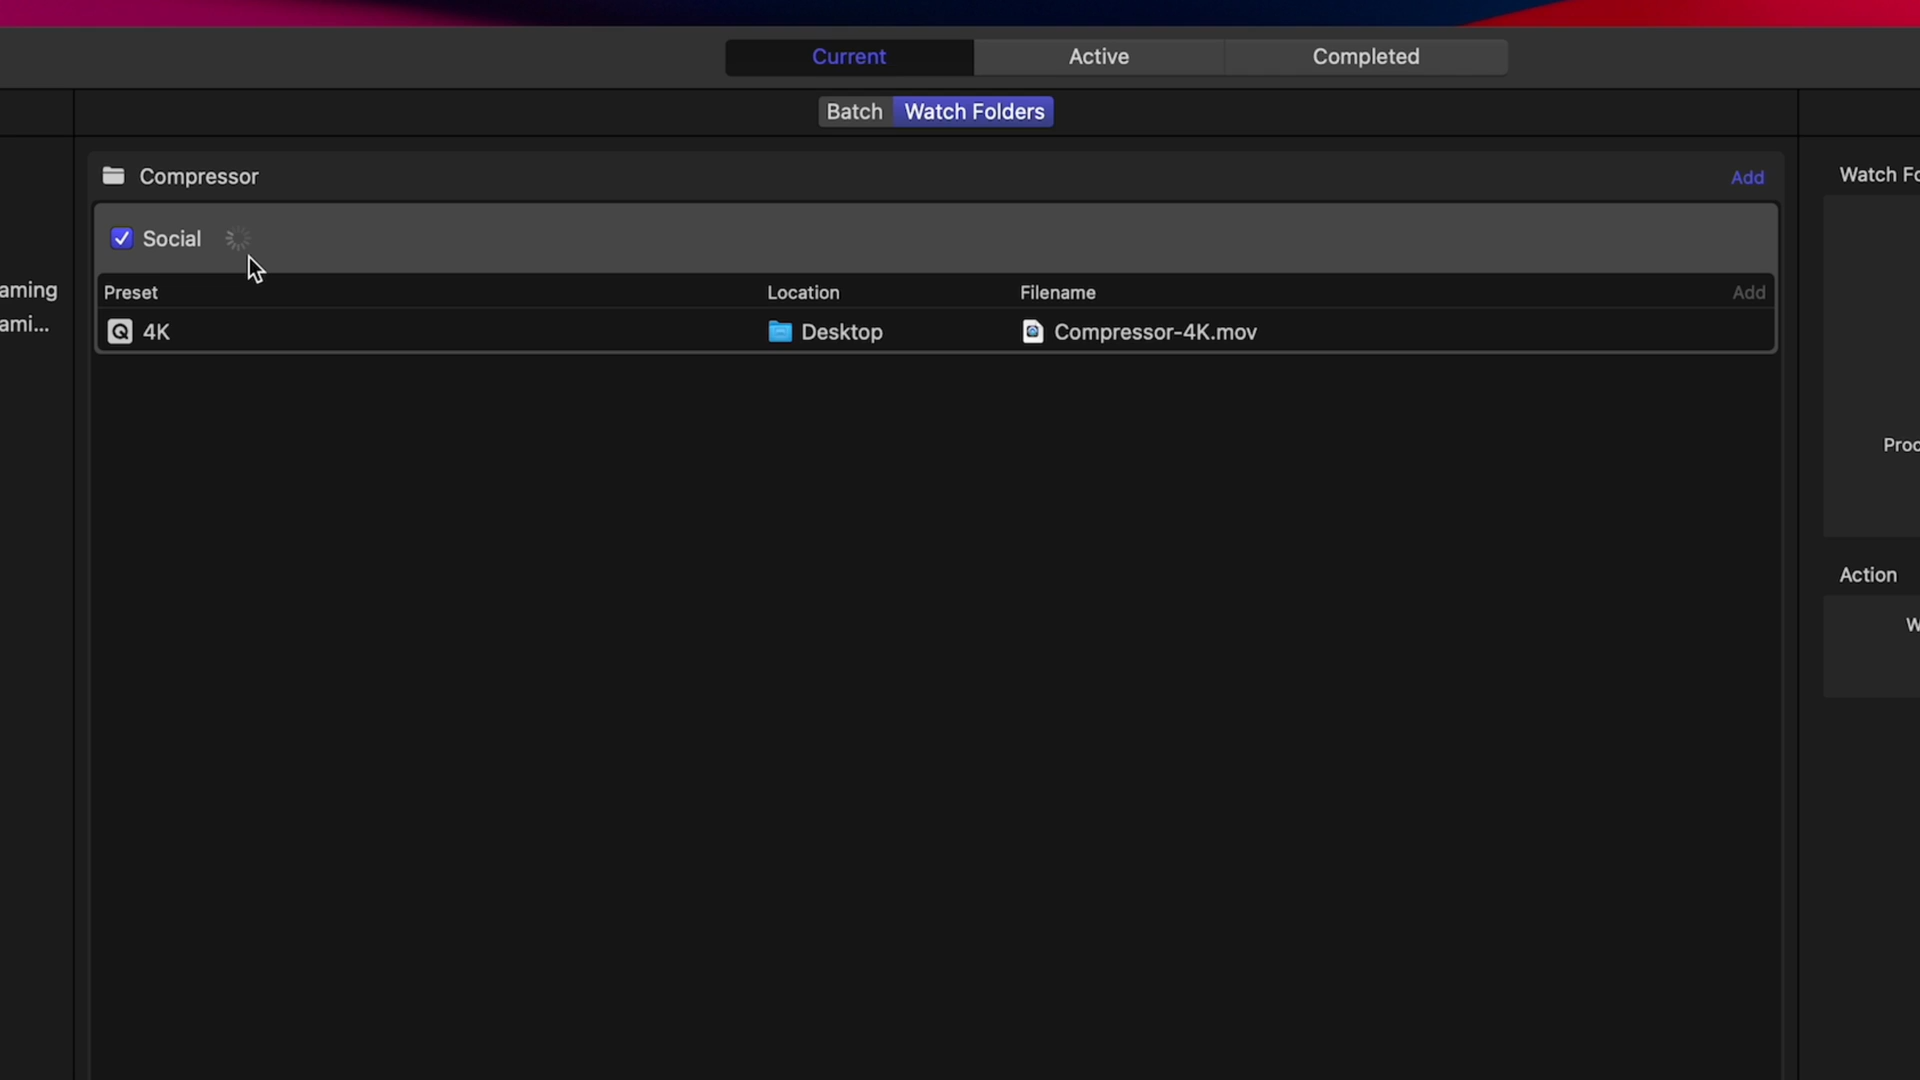 Current Active Completed
Batch Watch Folders
Compressor Add
Watch Fo
Social
aming
ami...
Preset Location Filename Add
4K Desktop Compressor-4K.mov
Proc
Action
W